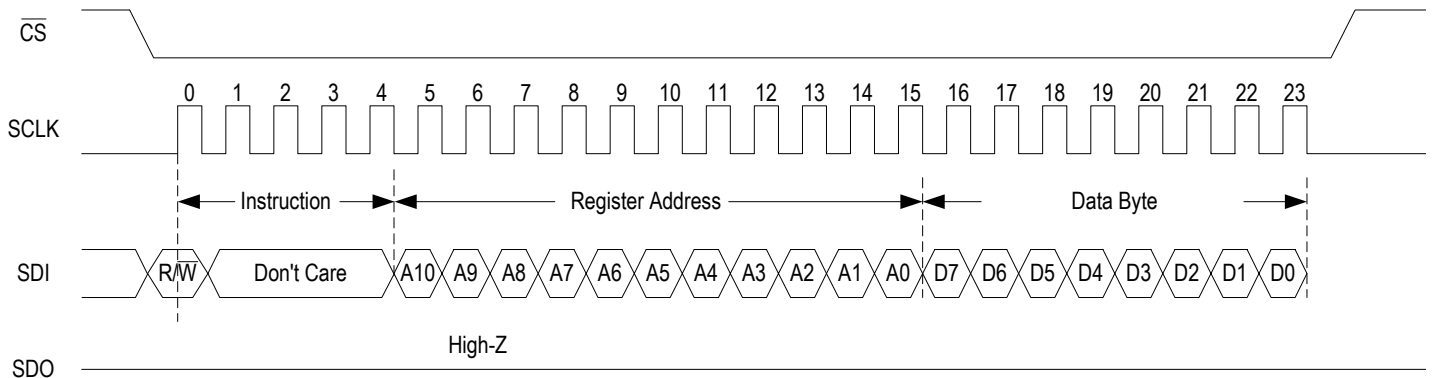 C̅S̅
0 1 2 3 4 5 6 7 8 9 10 11 12 13 14 15 16 17 18 19 20 21 22 23
SCLK
Instruction Register Address Data Byte
SDI R/W̅ Don't Care A10 A9 A8 A7 A6 A5 A4 A3 A2 A1 A0 D7 D6 D5 D4 D3 D2 D1 D0
High-Z
SDO